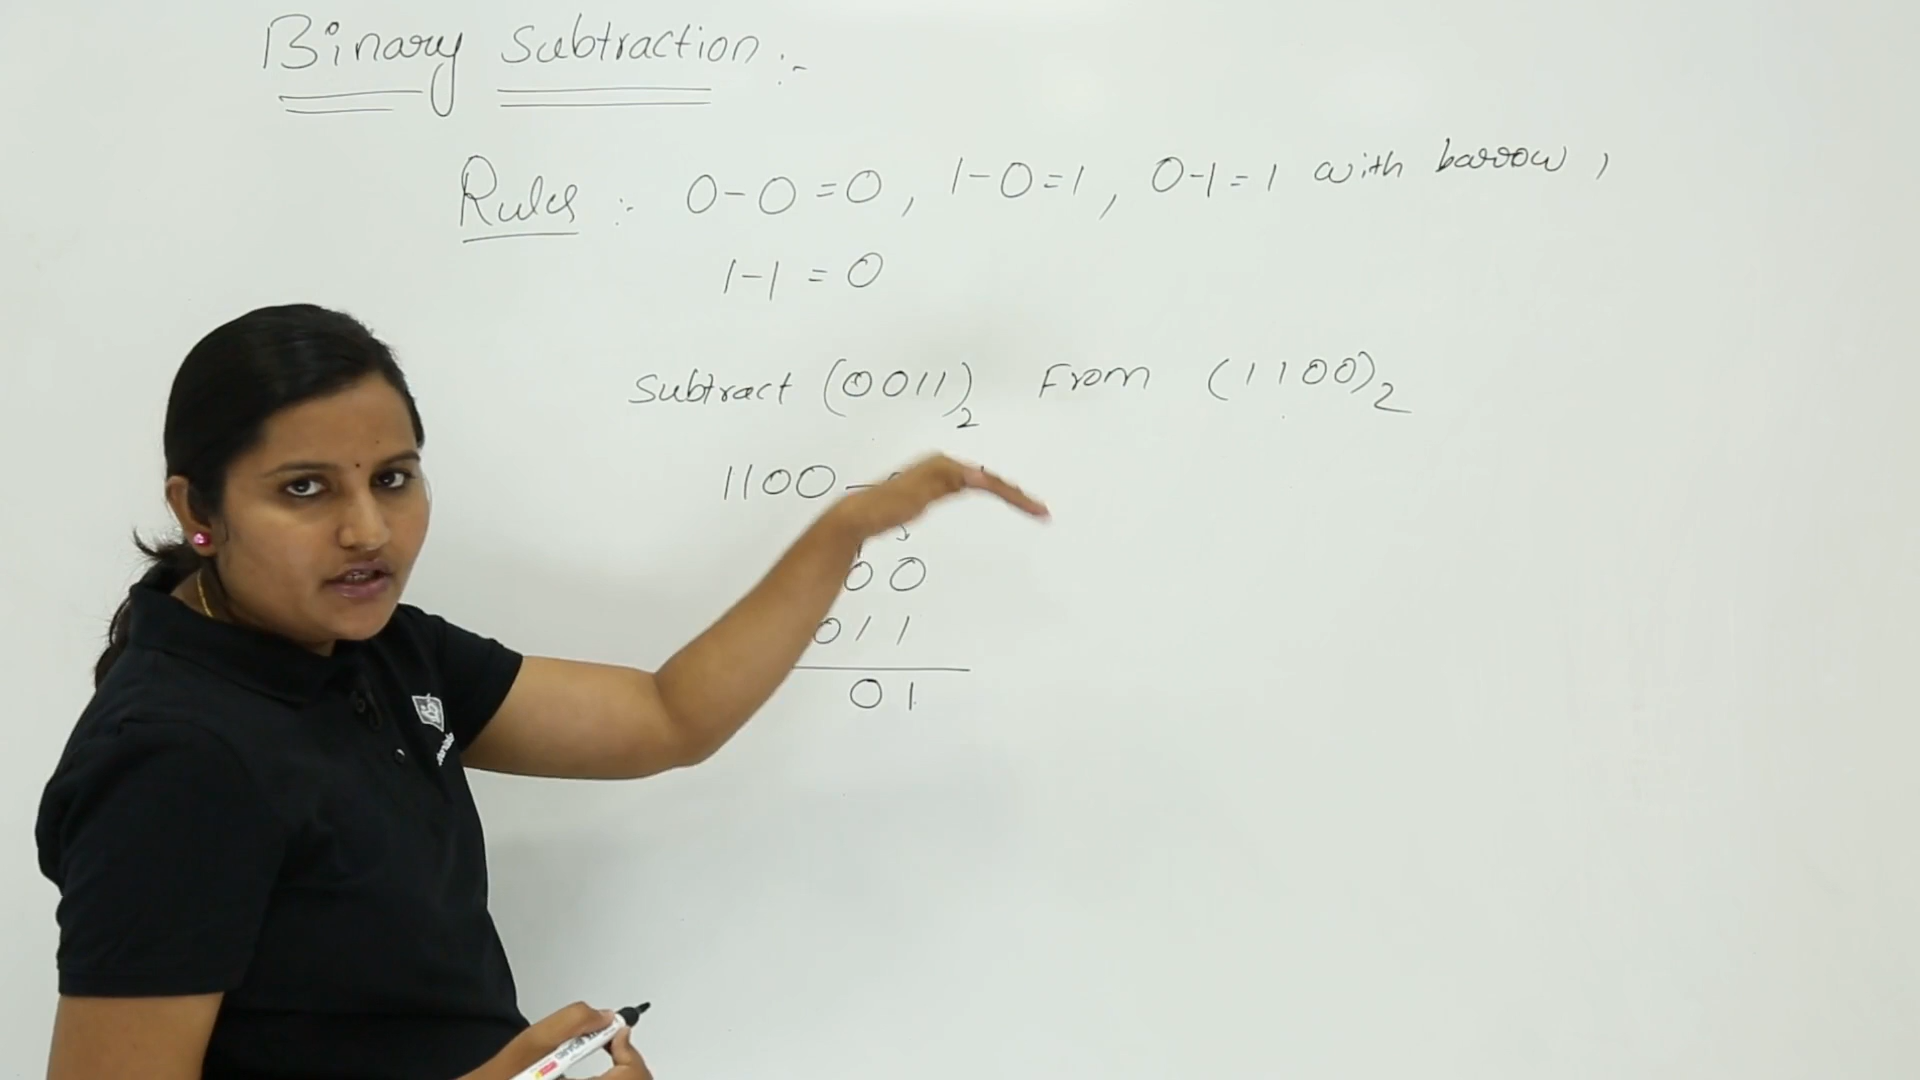 Binary Subtraction :-
Rules :- 0-0=0, 1-0=1, 0-1=1 with barrow,
1-1=0
Subtract (0011)2 From (1100)2
1100 -
00
011
01